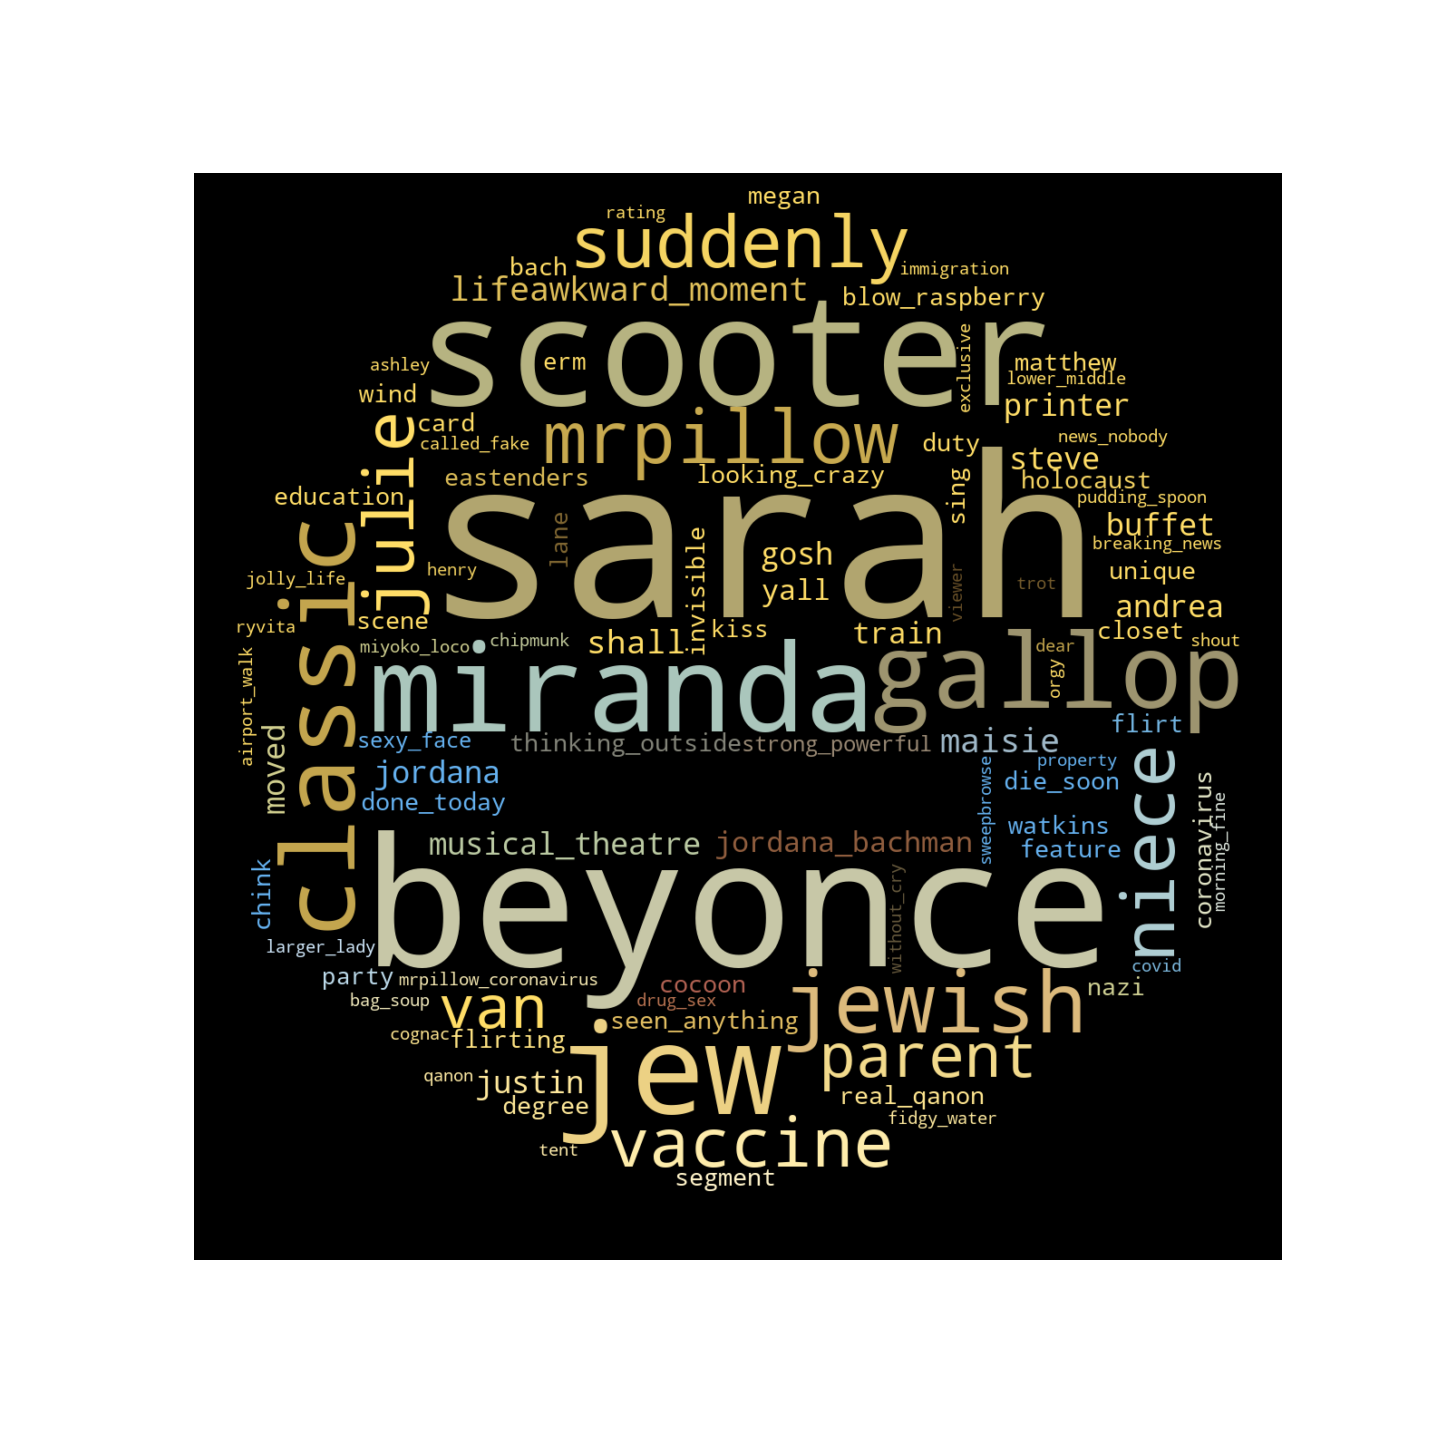 megan
rating
suddenly
bach
immigration
lifeawkward_moment
blow_raspberry
scooter
exclusive
erm
ashley
matthew
lower_middle
wind
printer
card
mrpillow
julie
called_fake
duty
news_nobody
steve
eastenders
looking_crazy
sing
holocaust
education
pudding_spoon
sarah
buffet
classic
lane
breaking_news
invisible
gosh
henry
unique
jolly_life
yall
viewer
trot
andrea
ryvita
scene
kiss
train
closet
miyoko_loco
chipmunk
shall
dear
shout
airport_walk
miranda
gallop
orgy
moved
flirt
sexy_face
thinking_outside
strong_powerful
maisie
property
jordana
die_soon
niece
done_today
sweepbrowse
coronavirus
morning_fine
watkins
musical_theatre
jordana_bachman
feature
chink
beyonce
without_cry
larger_lady
covid
party
mrpillow_coronavirus
cocoon
nazi
bag_soup
van
drug_sex
jewish
seen_anything
cognac
flirting
jew
parent
qanon
justin
real_qanon
degree
fidgy_water
tent
vaccine
segment